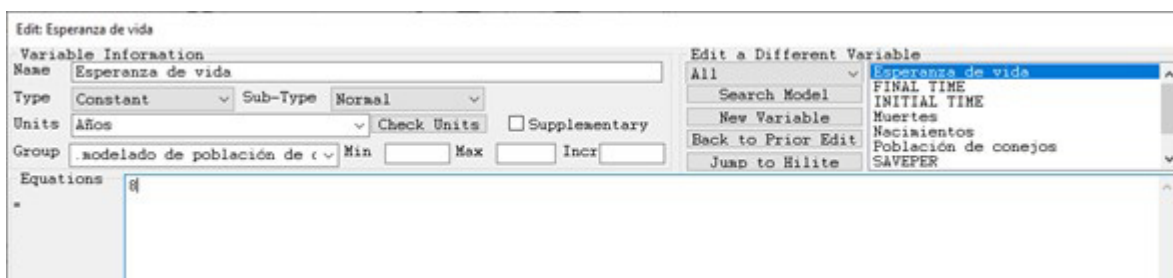 Edit: Esperanza de vida
Variable Information
Name Esperanza de vida
Type Constant Sub-Type Normal
Units Años Check Units Supplementary
Group .modelado de población de c Min Max Incr
Equations
= 8
Edit a Different Variable
All
Search Model
New Variable
Back to Prior Edit
Jump to Hilite
Esperanza de vida
FINAL TIME
INITIAL TIME
Muertes
Nacimientos
Población de conejos
SAVEPER